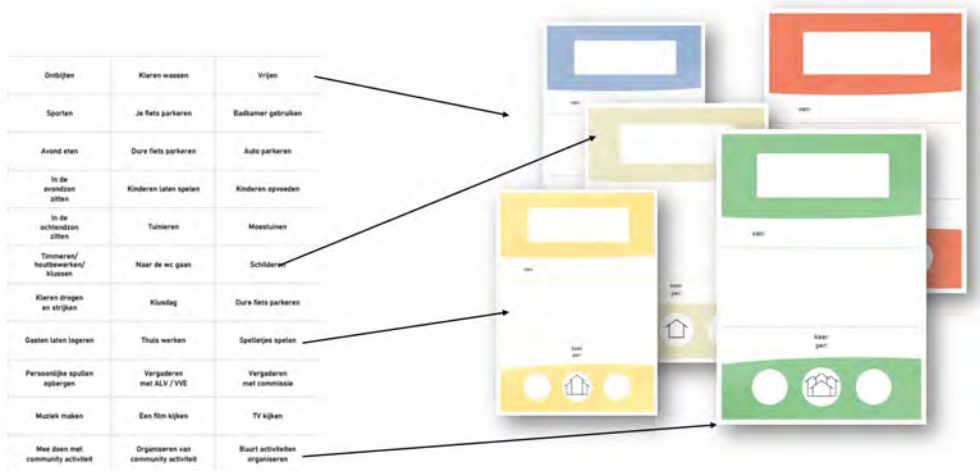 Ontbijten
Kleren wassen
Vrijen
Sporten
Je fiets parkeren
Badkamer gebruiken
Avond eten
Dure fiets parkeren
Auto parkeren
In de
avondzon
zitten
Kinderen laten spelen
Kinderen opvoeden
In de
ochtendzon
zitten
Tuinieren
Moestuinen
Timmeren/
houtbewerken/
klussen
Naar de wc gaan
Schilderen
Kleren drogen
en strijken
Klusdag
Dure fiets parkeren
Gasten laten logeren
Thuis werken
Spelletjes spelen
Persoonlijke spullen
opbergen
Vergaderen
met ALV / VVE
Vergaderen
met commissie
Muziek maken
Een film kijken
TV kijken
Mee doen met
community activiteit
Organiseren van
community activiteit
Buurt activiteiten
organiseren
van:
van:
keer
per:
van:
keer
per:
van:
keer
per: